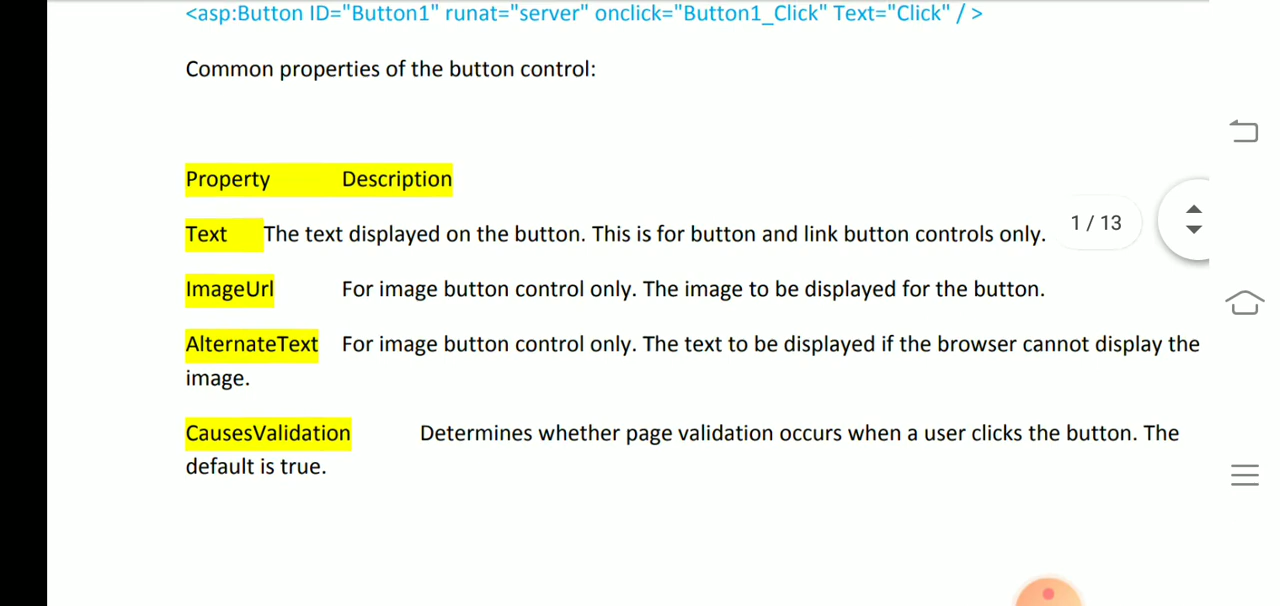 <asp:Button ID="Button1" runat="server" onclick="Button1_Click" Text="Click" / >
Common properties of the button control:
Property Description
Text The text displayed on the button. This is for button and link button controls only.
1 / 13
ImageUrl For image button control only. The image to be displayed for the button.
AlternateText For image button control only. The text to be displayed if the browser cannot display the
image.
CausesValidation Determines whether page validation occurs when a user clicks the button. The
default is true.